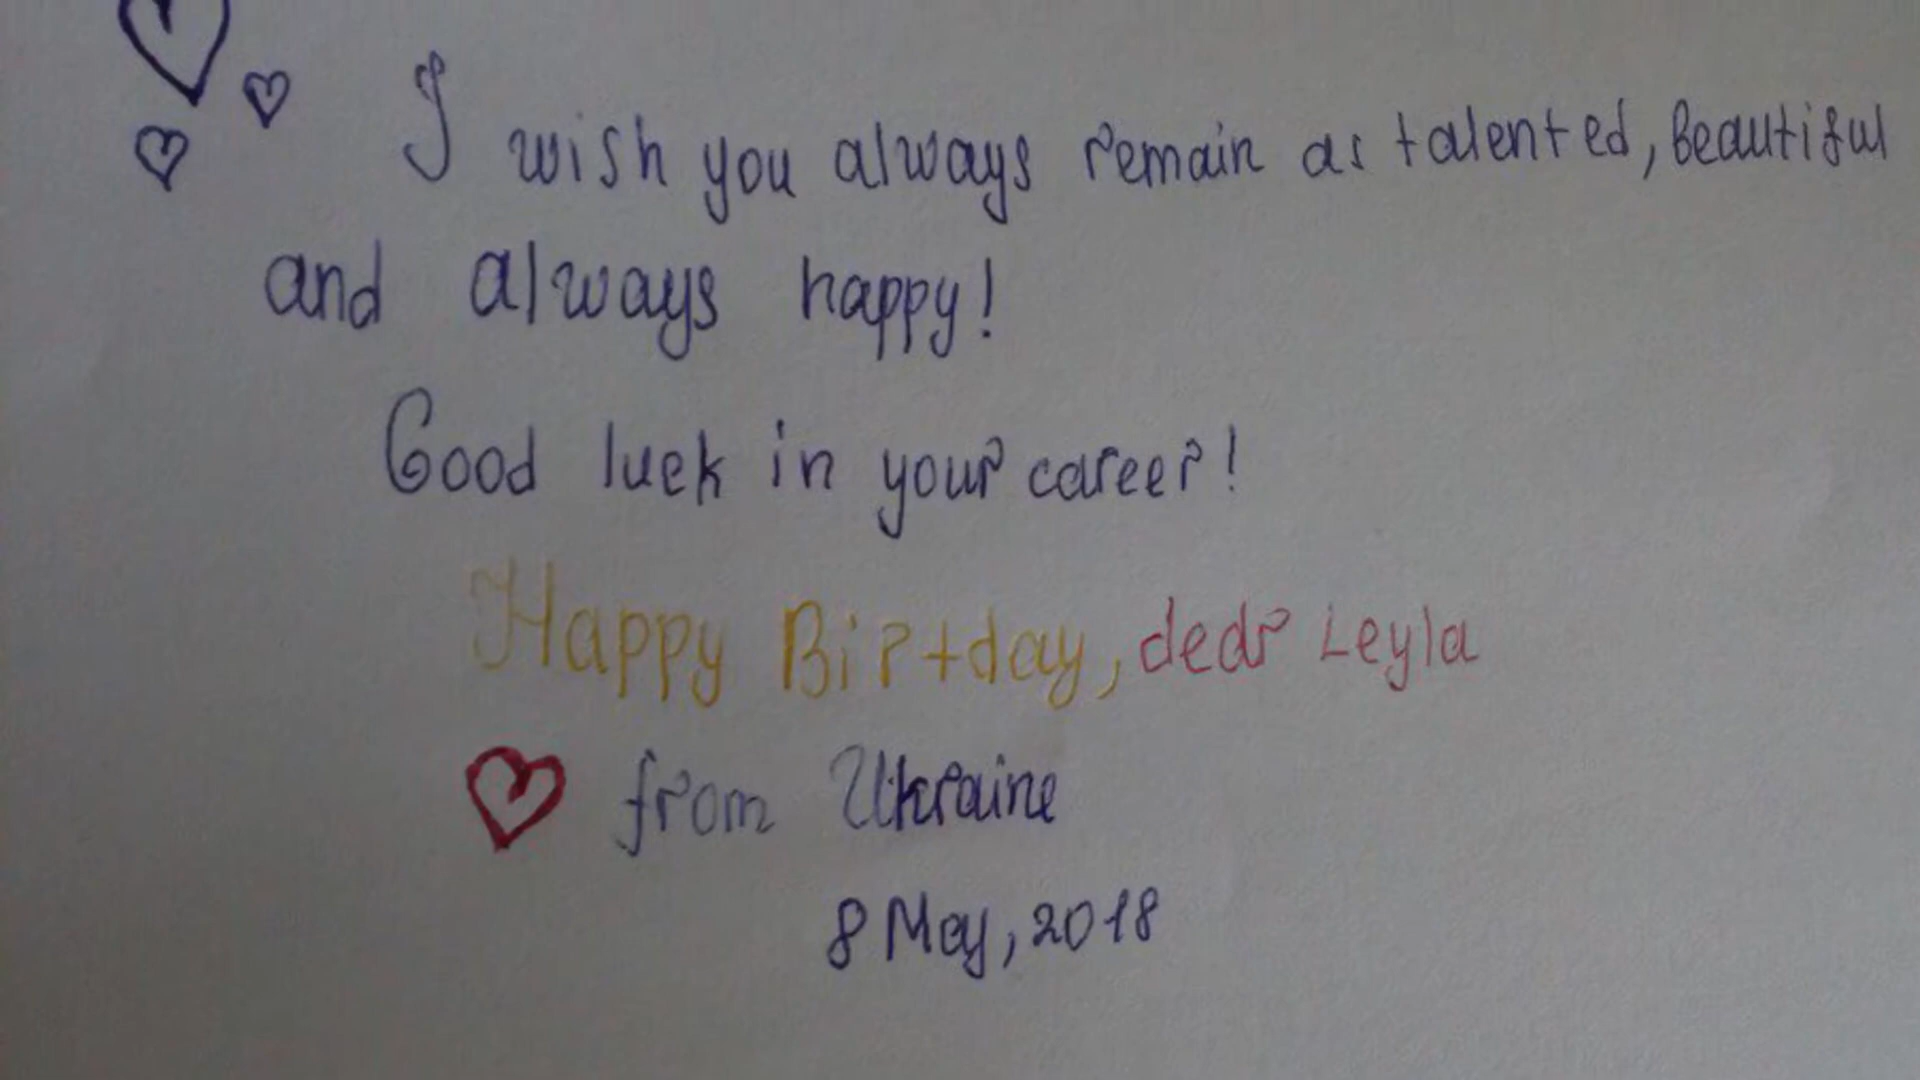 I wish you always remain as talented, Beautiful
and always happy!
Good luck in your career!
Happy Birtday, dear Leyla
from Ukraine
8 May, 2018